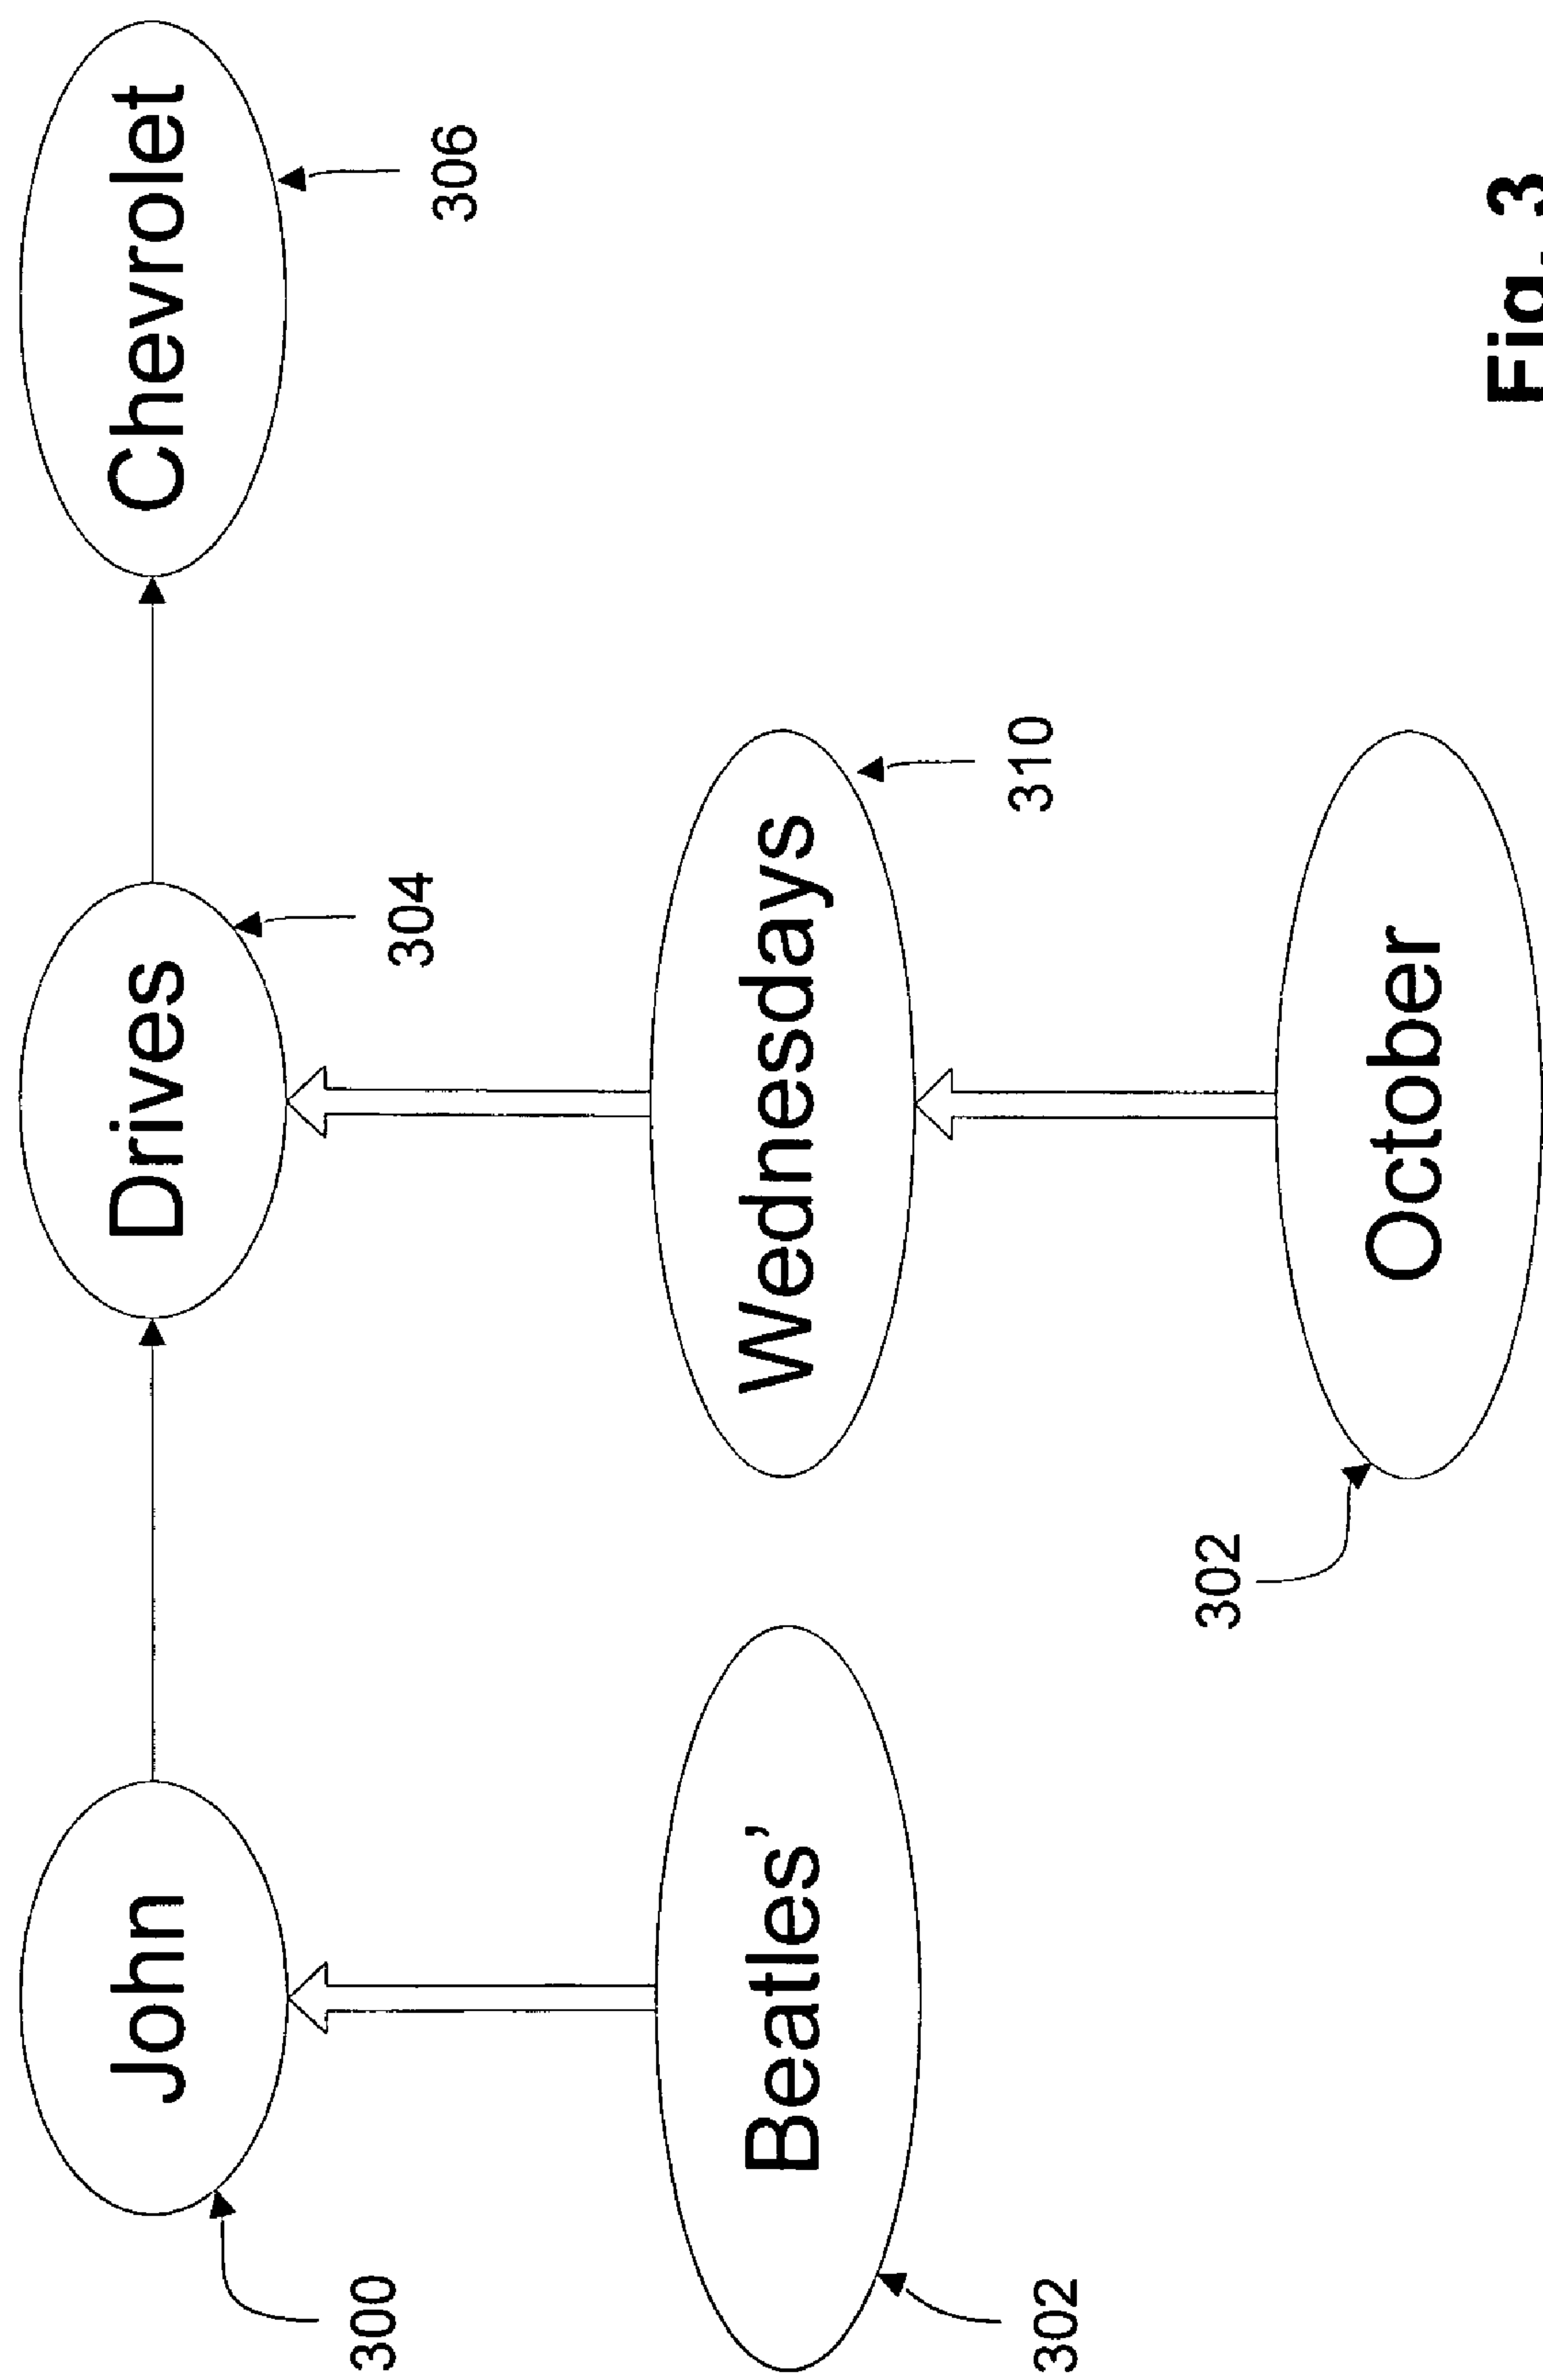 John
Drives
Chevrolet
300
304
306
Beatles’
Wednesdays
302
310
302
October
Fig. 3